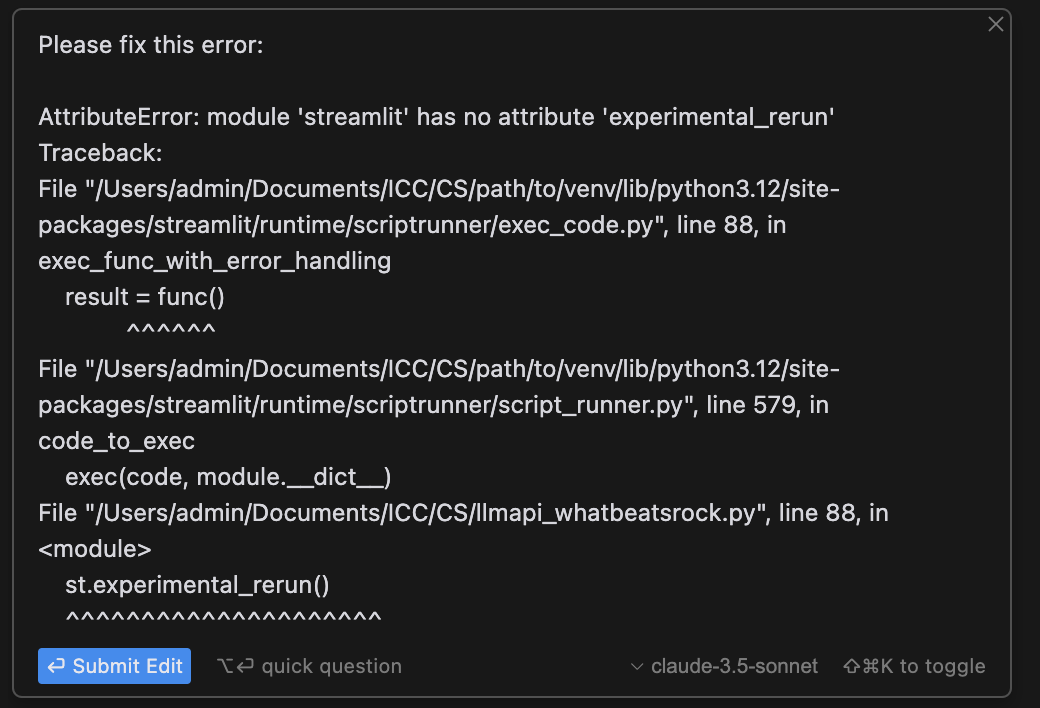 Please fix this error:
AttributeError: module 'streamlit' has no attribute 'experimental_rerun'
Traceback:
File "/Users/admin/Documents/ICC/CS/path/to/venv/lib/python3.12/site-
packages/streamlit/runtime/scriptrunner/exec_code.py", line 88, in
exec_func_with_error_handling
    result = func()
             ^^^^^^
File "/Users/admin/Documents/ICC/CS/path/to/venv/lib/python3.12/site-
packages/streamlit/runtime/scriptrunner/script_runner.py", line 579, in
code_to_exec
    exec(code, module.__dict__)
File "/Users/admin/Documents/ICC/CS/llmapi_whatbeatsrock.py", line 88, in
<module>
    st.experimental_rerun()
    ^^^^^^^^^^^^^^^^^^^^^
⏎ Submit Edit ⌥⏎ quick question claude-3.5-sonnet ⇧⌘K to toggle